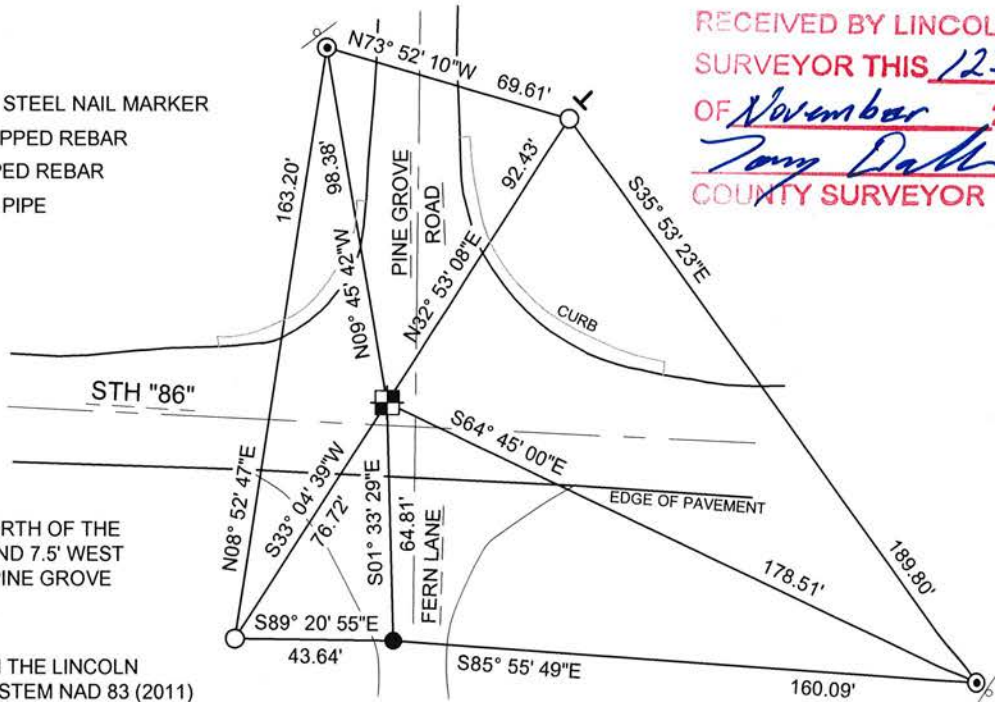 RECEIVED BY LINCOL
SURVEYOR THIS 12-
OF November
COUNTY SURVEYOR
STEEL NAIL MARKER
PPED REBAR
PED REBAR
PIPE
N73° 52' 10"W
69.61'
163.20'
98.38'
N09° 45' 42"W
PINE GROVE
ROAD
92.43'
N32° 53' 08"E
S35° 53' 23"E
189.80'
CURB
STH "86"
S64° 45' 00"E
178.51'
EDGE OF PAVEMENT
N08° 52' 47"E
S33° 04' 39"W
76.72'
S01° 33' 29"E
64.81'
FERN LANE
RTH OF THE
ND 7.5' WEST
PINE GROVE
S89° 20' 55"E
43.64'
S85° 55' 49"E
160.09'
THE LINCOLN
STEM NAD 83 (2011)